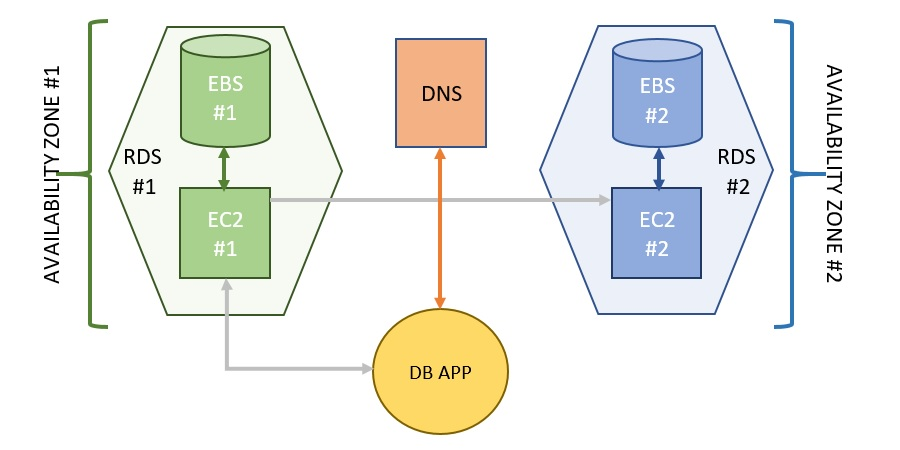 AVAILABILITY ZONE #1
EBS
#1
RDS
#1
EC2
#1
DNS
DB APP
EBS
#2
RDS
#2
EC2
#2
AVAILABILITY ZONE #2